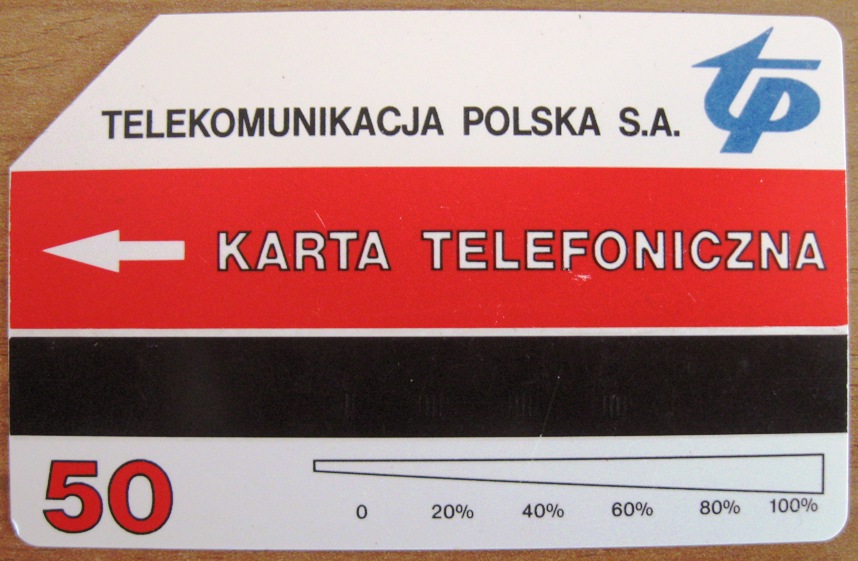 TELEKOMUNIKACJA POLSKA S.A.
tp
KARTA TELEFONICZNA
50
0 20% 40% 60% 80% 100%